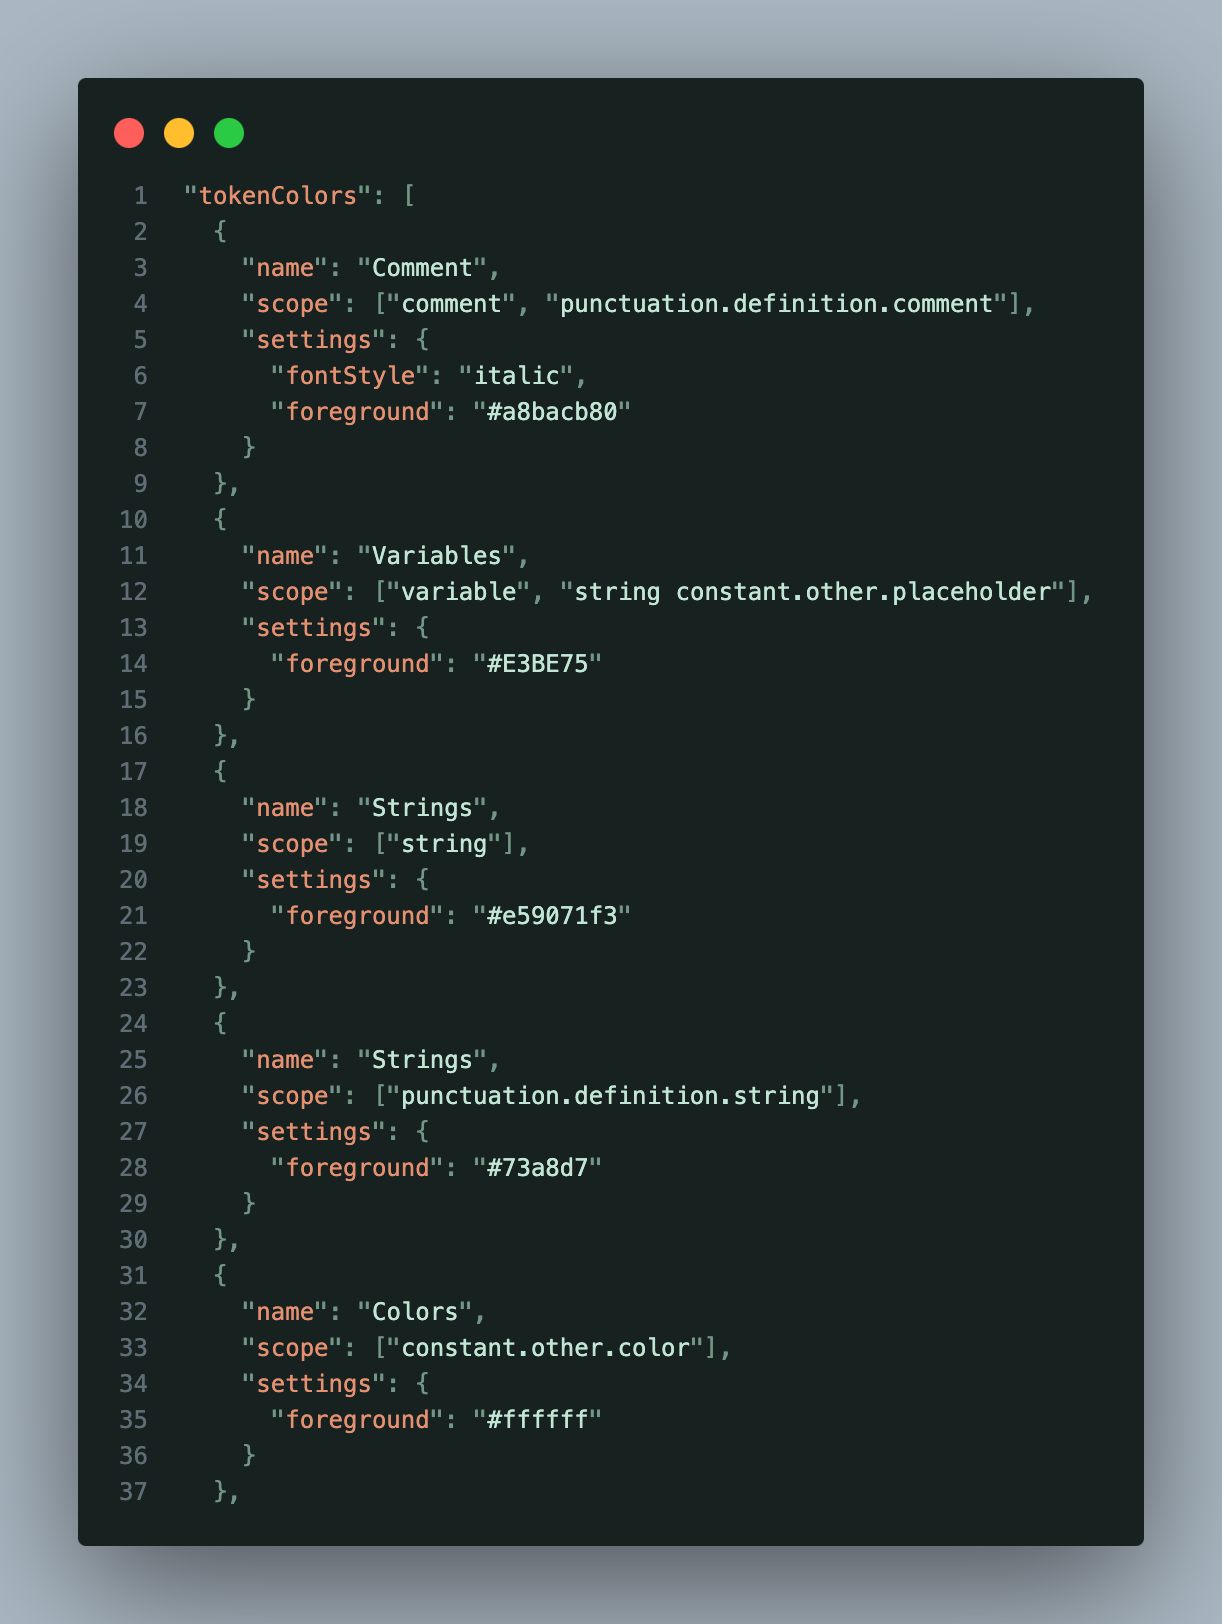 1 "tokenColors": [
2   {
3     "name": "Comment",
4     "scope": ["comment", "punctuation.definition.comment"],
5     "settings": {
6       "fontStyle": "italic",
7       "foreground": "#a8bacb80"
8     }
9   },
10   {
11     "name": "Variables",
12     "scope": ["variable", "string constant.other.placeholder"],
13     "settings": {
14       "foreground": "#E3BE75"
15     }
16   },
17   {
18     "name": "Strings",
19     "scope": ["string"],
20     "settings": {
21       "foreground": "#e59071f3"
22     }
23   },
24   {
25     "name": "Strings",
26     "scope": ["punctuation.definition.string"],
27     "settings": {
28       "foreground": "#73a8d7"
29     }
30   },
31   {
32     "name": "Colors",
33     "scope": ["constant.other.color"],
34     "settings": {
35       "foreground": "#ffffff"
36     }
37   },